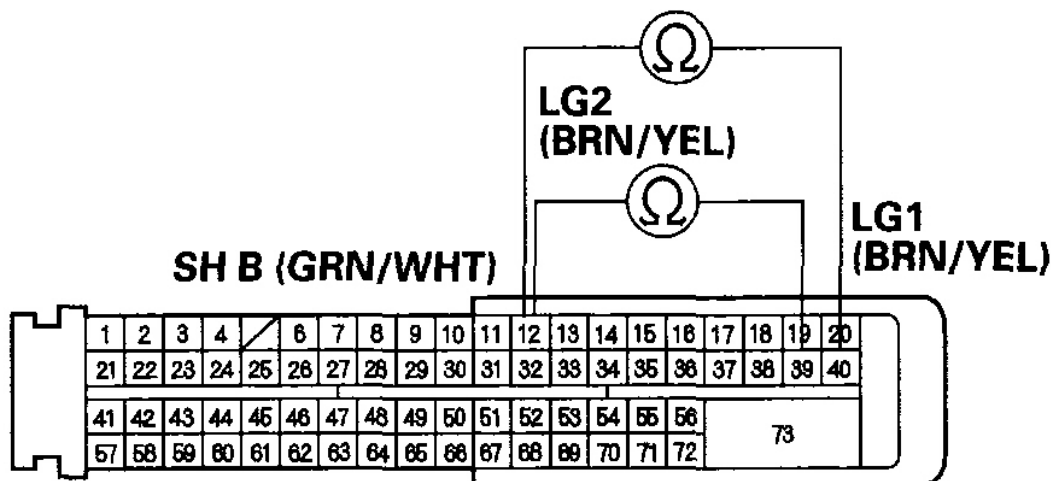 Ω
LG2
(BRN/YEL)
Ω
LG1
(BRN/YEL)
SH B (GRN/WHT)
1 2 3 4 6 7 8 9 10 11 12 13 14 15 16 17 18 19 20
21 22 23 24 25 26 27 28 29 30 31 32 33 34 35 36 37 38 39 40
41 42 43 44 45 46 47 48 49 50 51 52 53 54 55 56
73
57 58 59 60 61 62 63 64 65 66 67 68 69 70 71 72